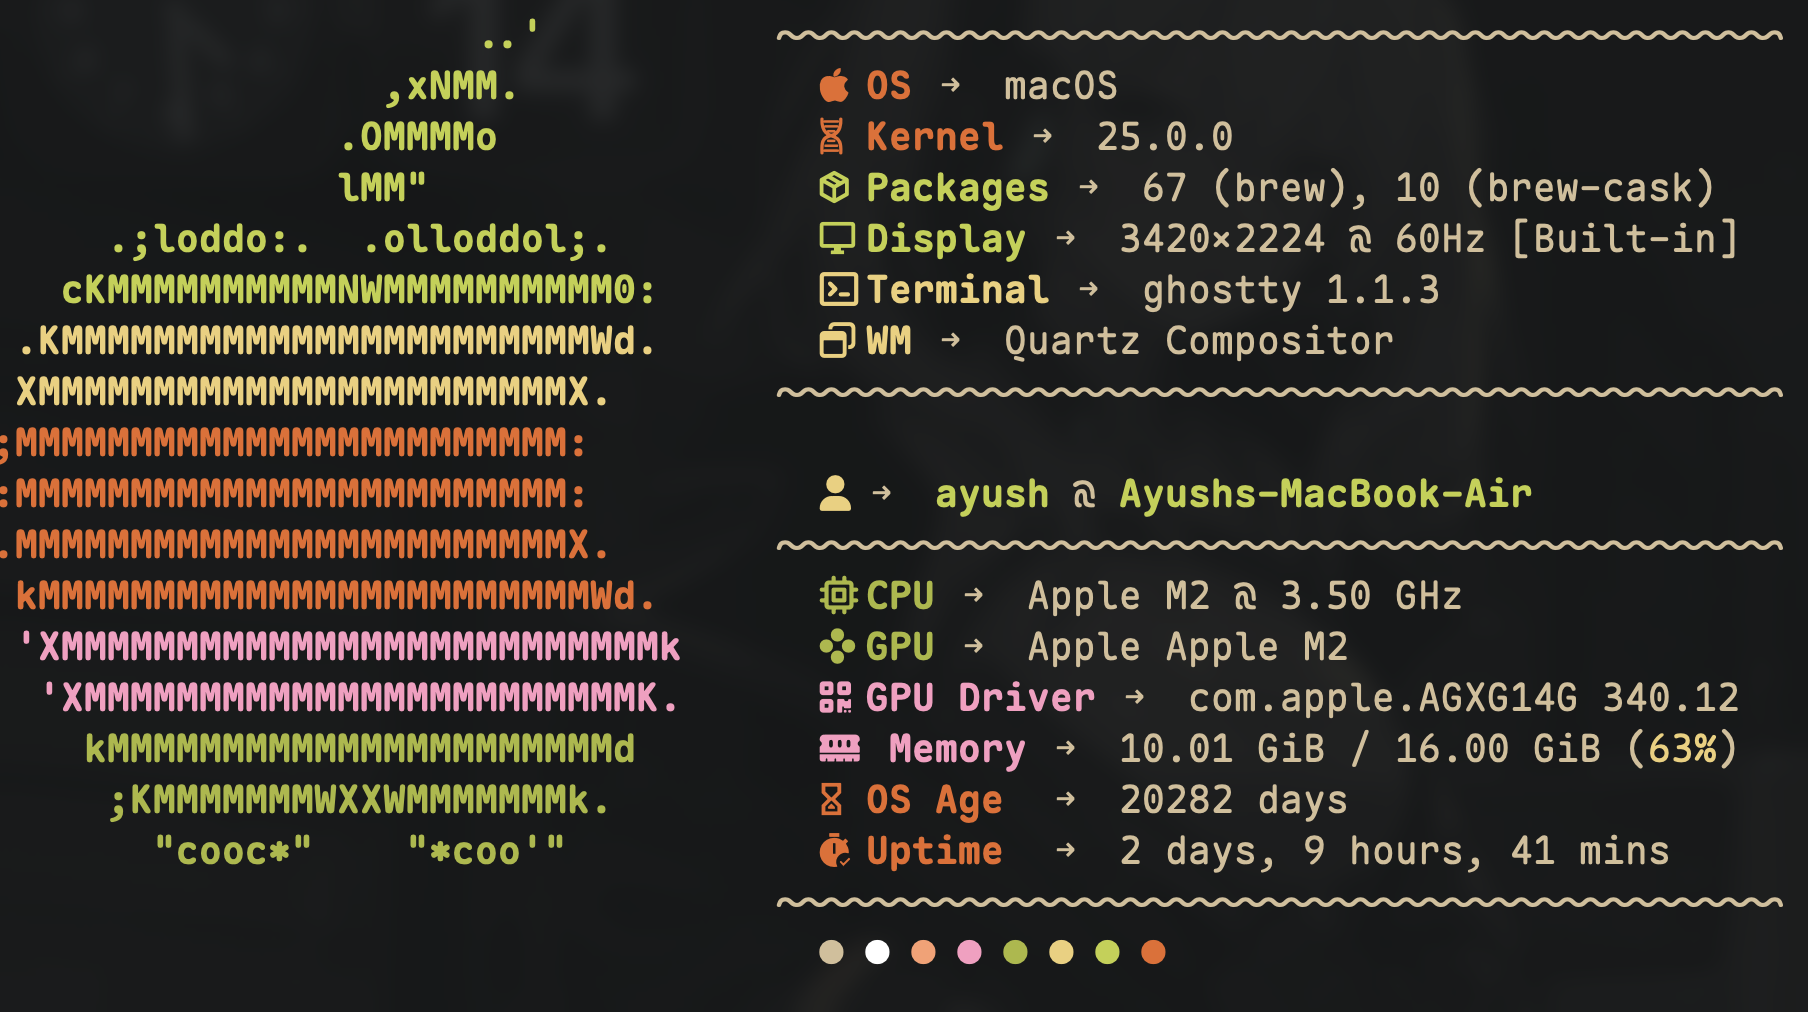 ..'
,xNMM.
.OMMMMo
lMM"
.;loddo:.  .olloddol;.
cKMMMMMMMMMMNWMMMMMMMMMM0:
.KMMMMMMMMMMMMMMMMMMMMMMMWd.
XMMMMMMMMMMMMMMMMMMMMMMMX.
;MMMMMMMMMMMMMMMMMMMMMMMM:
:MMMMMMMMMMMMMMMMMMMMMMMM:
.MMMMMMMMMMMMMMMMMMMMMMMMX.
kMMMMMMMMMMMMMMMMMMMMMMMMWd.
'XMMMMMMMMMMMMMMMMMMMMMMMMMMk
'XMMMMMMMMMMMMMMMMMMMMMMMMK.
kMMMMMMMMMMMMMMMMMMMMMMd
;KMMMMMMMWXXWMMMMMMMk.
"cooc*"    "*coo'"
OS → macOS
Kernel → 25.0.0
Packages → 67 (brew), 10 (brew-cask)
Display → 3420×2224 @ 60Hz [Built-in]
Terminal → ghostty 1.1.3
WM → Quartz Compositor
→ ayush @ Ayushs-MacBook-Air
CPU → Apple M2 @ 3.50 GHz
GPU → Apple Apple M2
GPU Driver → com.apple.AGXG14G 340.12
Memory → 10.01 GiB / 16.00 GiB (63%)
OS Age → 20282 days
Uptime → 2 days, 9 hours, 41 mins